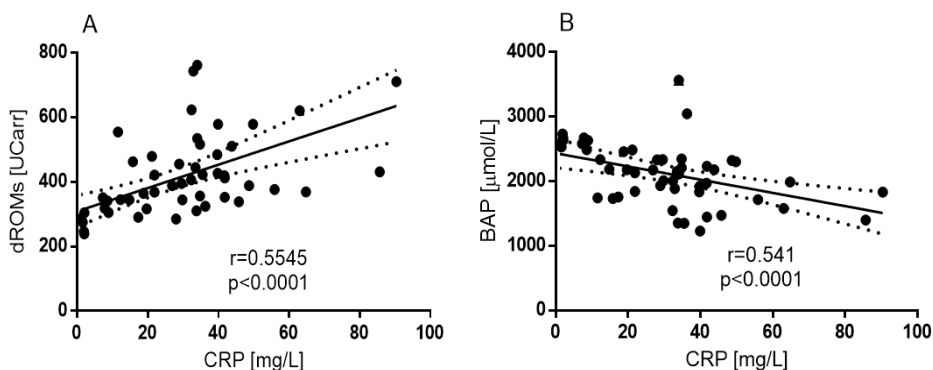 A
dROMs [UCarr]
800
600
400
200
0
0 20 40 60 80 100
CRP [mg/L]
r=0.5545
p<0.0001
B
BAP [µmol/L]
4000
3000
2000
1000
0
0 20 40 60 80 100
CRP [mg/L]
r=0.541
p<0.0001